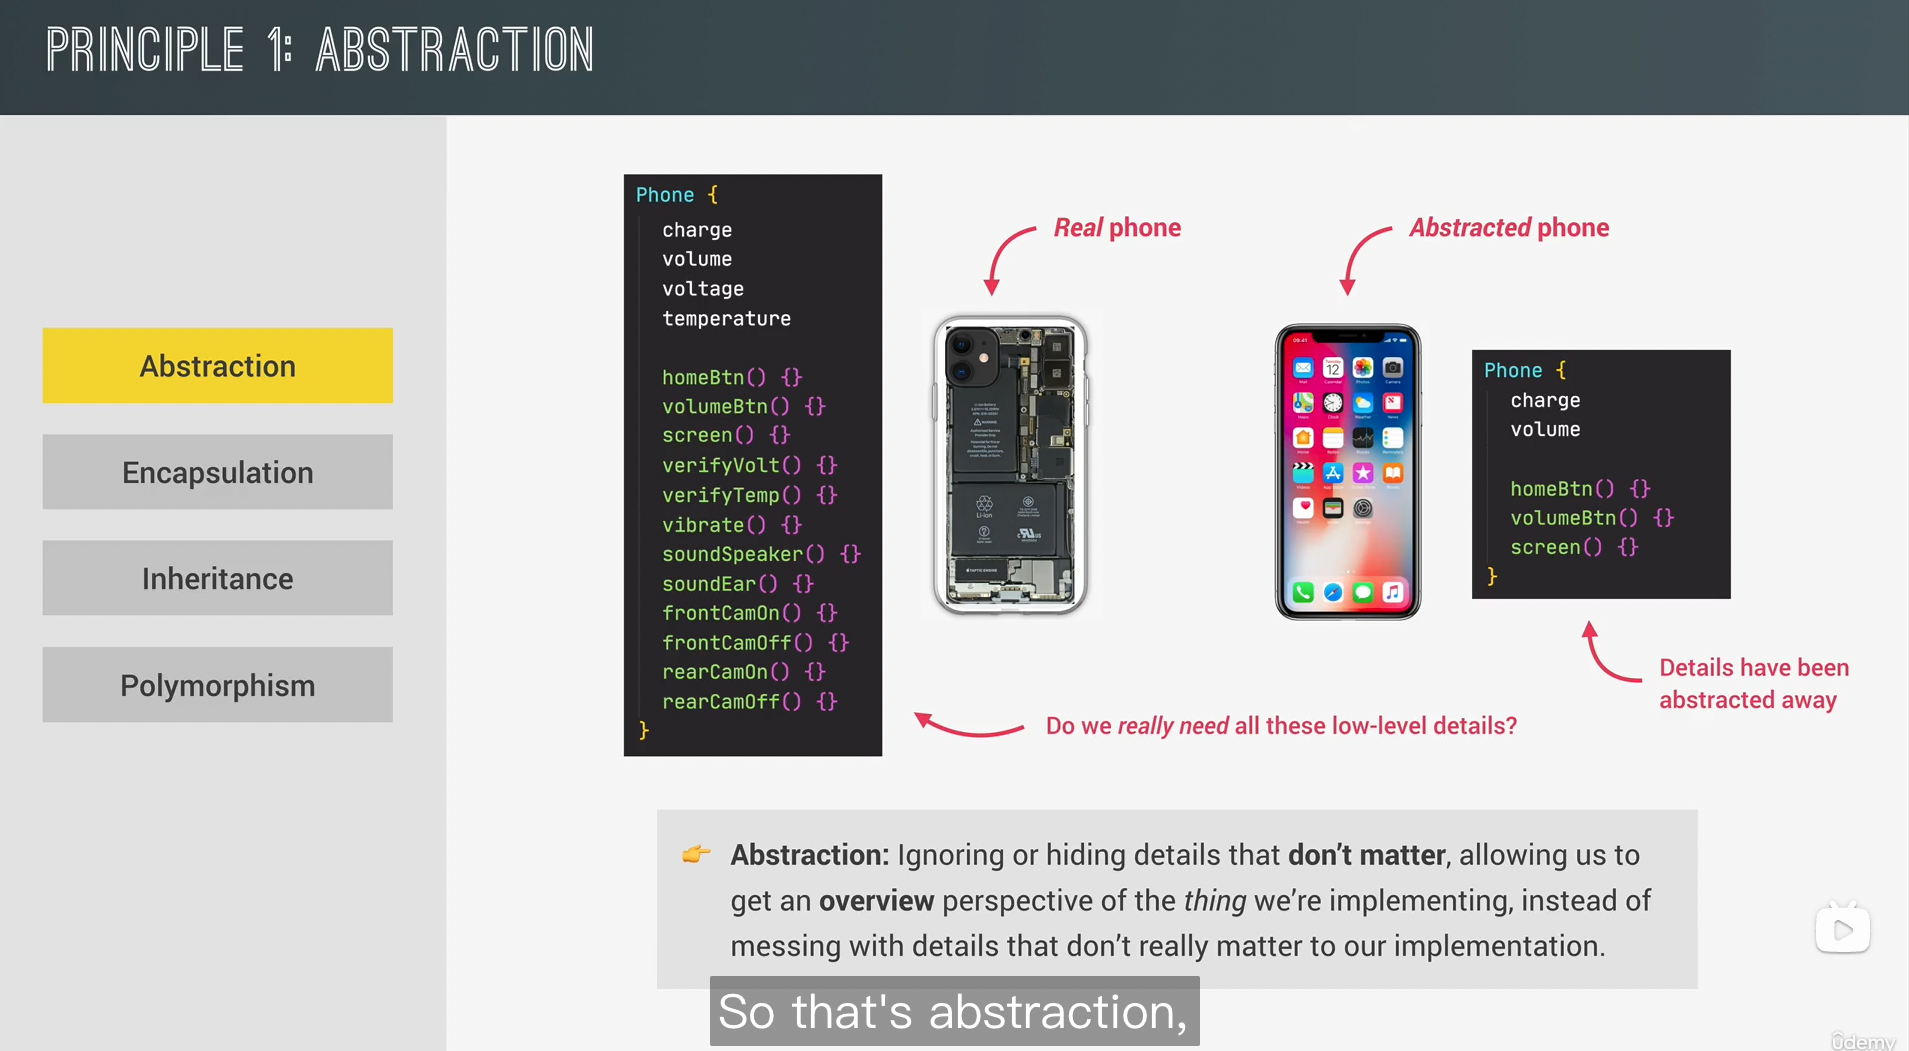 PRINCIPLE 1: ABSTRACTION
Abstraction
Encapsulation
Inheritance
Polymorphism
Phone {
charge
volume
voltage
temperature
homeBtn() {}
volumeBtn() {}
screen() {}
verifyVolt() {}
verifyTemp() {}
vibrate() {}
soundSpeaker() {}
soundEar() {}
frontCamOn() {}
frontCamOff() {}
rearCamOn() {}
rearCamOff() {}
}
Real phone
Abstracted phone
Phone {
charge
volume
homeBtn() {}
volumeBtn() {}
screen() {}
}
Details have been
abstracted away
Do we really need all these low-level details?
👉 Abstraction: Ignoring or hiding details that don’t matter, allowing us to
get an overview perspective of the thing we’re implementing, instead of
messing with details that don’t really matter to our implementation.
So that's abstraction,
ûdemy